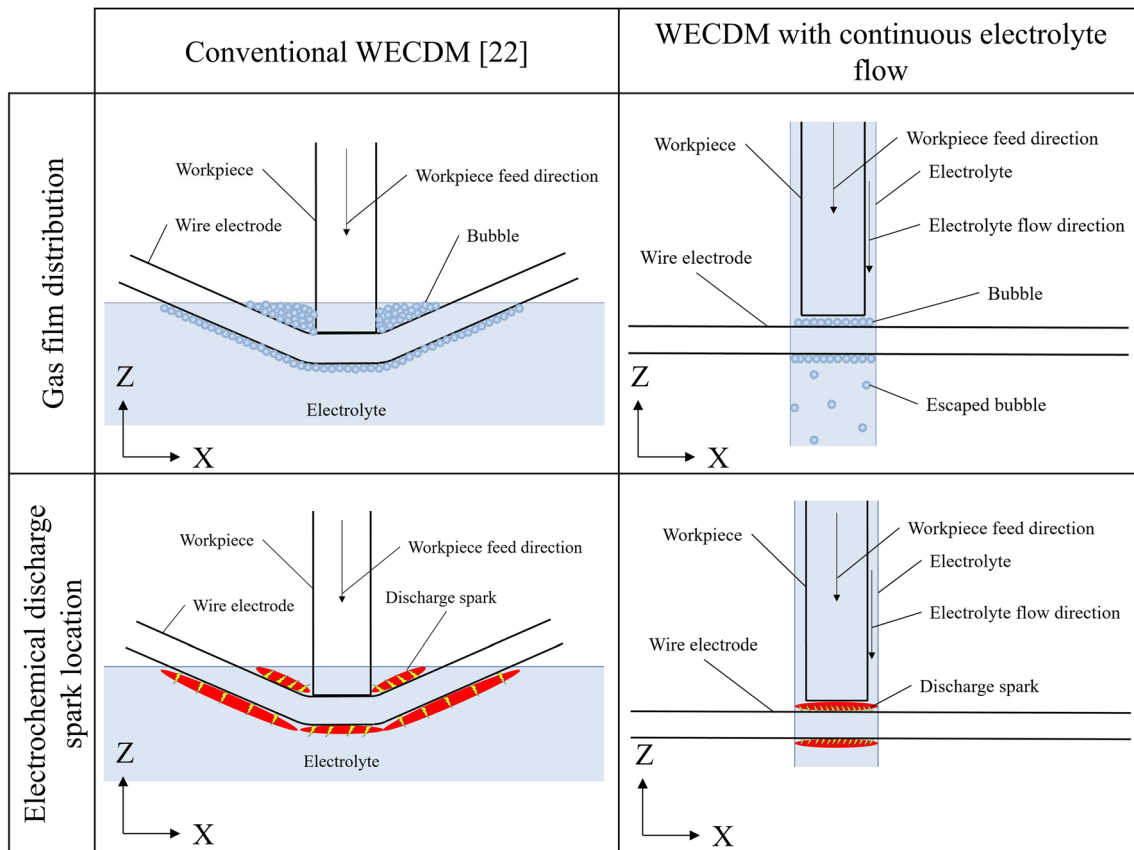 Conventional WECDM [22]
WECDM with continuous electrolyte
flow
Gas film distribution
Workpiece
Workpiece feed direction
Wire electrode
Bubble
Electrolyte
Z
X
Workpiece
Workpiece feed direction
Electrolyte
Electrolyte flow direction
Wire electrode
Bubble
Escaped bubble
Z
X
Electrochemical discharge
spark location
Workpiece
Workpiece feed direction
Wire electrode
Discharge spark
Electrolyte
Z
X
Workpiece
Workpiece feed direction
Electrolyte
Electrolyte flow direction
Wire electrode
Discharge spark
Z
X